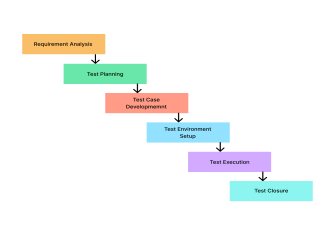 Requirement Analysis
Test Planning
Test Case
Developmemnt
Test Environment
Setup
Test Execution
Test Closure